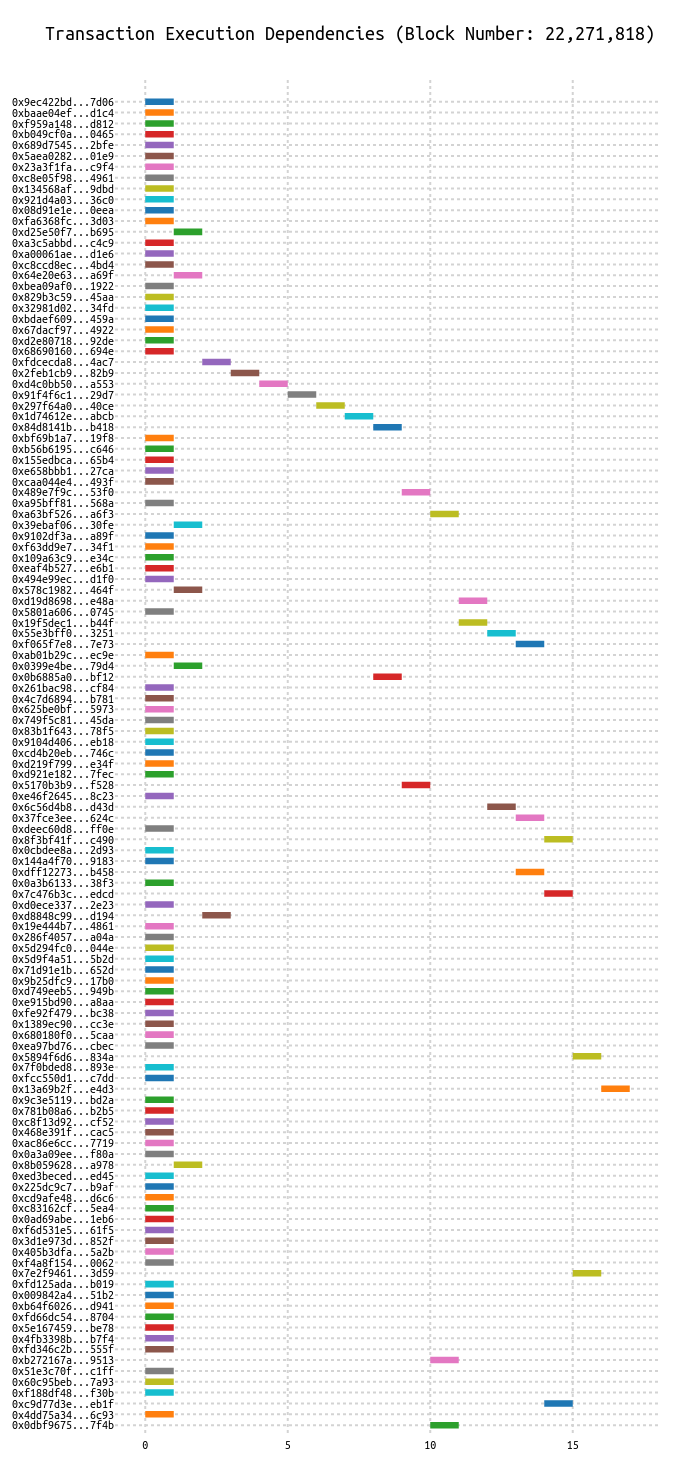 Transaction Execution Dependencies (Block Number: 22,271,818)
0x9ec422bd...7d06
0xbaae04ef...d1c4
0xf959a148...d812
0xb049cf0a...0465
0x689d7545...2bfe
0x5aea0282...01e9
0x23a3f1fa...c9f4
0xc8e05f98...4961
0x134568af...9dbd
0x921d4a03...36c0
0x08d91e1e...0eea
0xfa6368fc...3d03
0xd25e50f7...b695
0xa3c5abbd...c4c9
0xa00061ae...d1e6
0xc8ccd8ec...4bd4
0x64e20e63...a69f
0xbea09af0...1922
0x829b3c59...45aa
0x32981d02...34fd
0xbdaef609...459a
0x67dacf97...4922
0xd2e80718...92de
0x68690160...694e
0xfdcecda8...4ac7
0x2feb1cb9...82b9
0xd4c0bb50...a553
0x91f4f6c1...29d7
0x297f64a0...40ce
0x1d74612e...abcb
0x84d8141b...b418
0xbf69b1a7...19f8
0xb56b6195...c646
0x155edbca...65b4
0xe658bbb1...27ca
0xcaa044e4...493f
0x489e7f9c...53f0
0xa95bff81...568a
0xa63bf526...a6f3
0x39ebaf06...30fe
0x9102df3a...a89f
0xf63dd9e7...34f1
0x109a63c9...e34c
0xeaf4b527...e6b1
0x494e99ec...d1f0
0x578c1982...464f
0xd19d8698...e48a
0x5801a606...0745
0x19f5dec1...b44f
0x55e3bff0...3251
0xf065f7e8...7e73
0xab01b29c...ec9e
0x0399e4be...79d4
0x0b6885a0...bf12
0x261bac98...cf84
0x4c7d6894...b781
0x625be0bf...5973
0x749f5c81...45da
0x83b1f643...78f5
0x9104d406...eb18
0xcd4b20eb...746c
0xd219f799...e34f
0xd921e182...7fec
0x5170b3b9...f528
0xe46f2645...8c23
0x6c56d4b8...d43d
0x37fce3ee...624c
0xdeec60d8...ff0e
0x8f3bf41f...c490
0x0cbdee8a...2d93
0x144a4f70...9183
0xdff12273...b458
0x0a3b6133...38f3
0x7c476b3c...edcd
0xd0ece337...2e23
0xd8848c99...d194
0x19e444b7...4861
0x286f4057...a04a
0x5d294fc0...044e
0x5d9f4a51...5b2d
0x71d91e1b...652d
0x9b25dfc9...17b0
0xd749eeb5...949b
0xe915bd90...a8aa
0xfe92f479...bc38
0x1389ec90...cc3e
0x680180f0...5caa
0xea97bd76...cbec
0x5894f6d6...834a
0x7f0bded8...893e
0xfcc550d1...c7dd
0x13a69b2f...e4d3
0x9c3e5119...bd2a
0x781b08a6...b2b5
0xc8f13d92...cf52
0x468e391f...cac5
0xac86e6cc...7719
0x0a3a09ee...f80a
0x8b059628...a978
0xed3beced...ed45
0x225dc9c7...b9af
0xcd9afe48...d6c6
0xc83162cf...5ea4
0x0ad69abe...1eb6
0xf6d531e5...61f5
0x3d1e973d...852f
0x405b3dfa...5a2b
0xf4a8f154...0062
0x7e2f9461...3d59
0xfd125ada...b019
0x009842a4...51b2
0xb64f6026...d941
0xfd66dc54...8704
0x5e167459...be78
0x4fb3398b...b7f4
0xfd346c2b...555f
0xb272167a...9513
0x51e3c70f...c1ff
0x60c95beb...7a93
0xf188df48...f30b
0xc9d77d3e...eb1f
0x4dd75a34...6c93
0x0dbf9675...7f4b
0 5 10 15